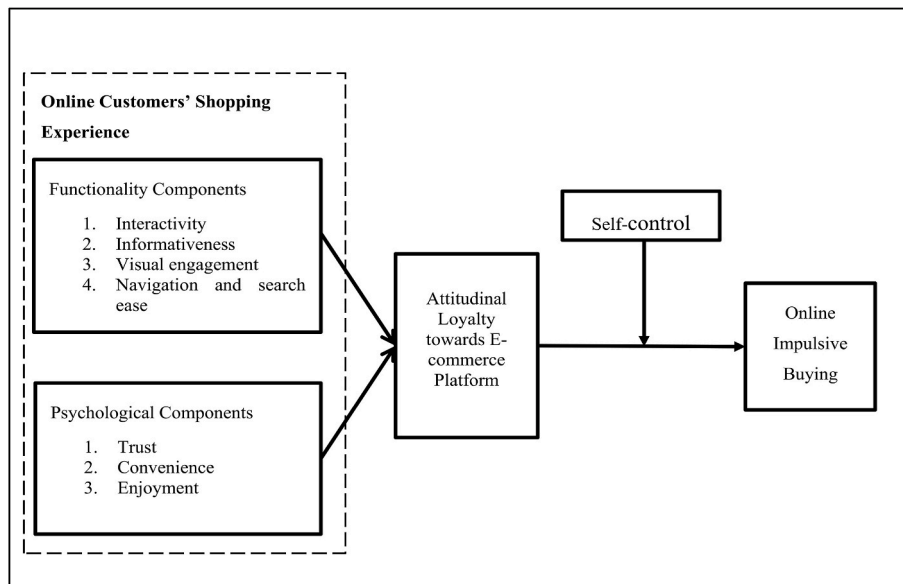 Online Customers’ Shopping
Experience
Functionality Components
1. Interactivity
2. Informativeness
3. Visual engagement
4. Navigation and search
ease
Psychological Components
1. Trust
2. Convenience
3. Enjoyment
Attitudinal
Loyalty
towards E-
commerce
Platform
Self-control
Online
Impulsive
Buying